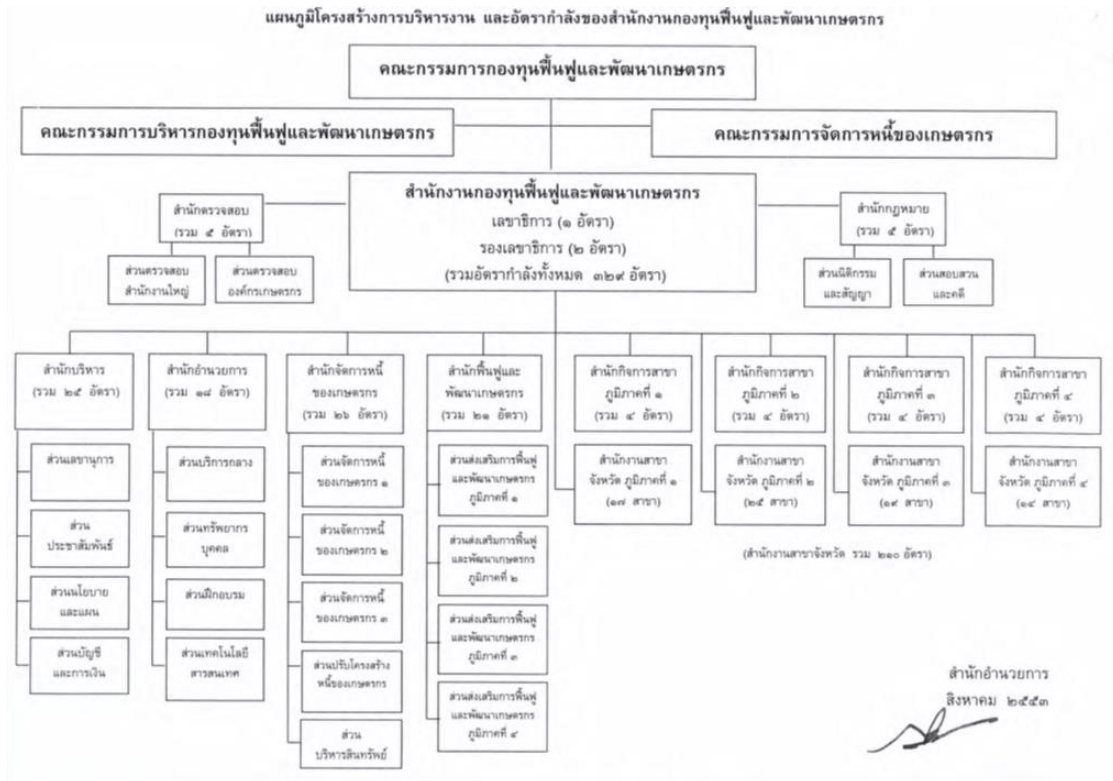 แผนภูมิโครงสร้างการบริหารงาน และอัตรากำลังของสำนักงานกองทุนฟื้นฟูและพัฒนาเกษตรกร
คณะกรรมการกองทุนฟื้นฟูและพัฒนาเกษตรกร
คณะกรรมการบริหารกองทุนฟื้นฟูและพัฒนาเกษตรกร
คณะกรรมการจัดการหนี้ของเกษตรกร
สำนักงานกองทุนฟื้นฟูและพัฒนาเกษตรกร
เลขาธิการ (๑ อัตรา)
รองเลขาธิการ (๒ อัตรา)
(รวมอัตรากำลังทั้งหมด ๓๒๙ อัตรา)
สำนักตรวจสอบ
(รวม ๕ อัตรา)
ส่วนตรวจสอบ
สำนักงานใหญ่
ส่วนตรวจสอบ
องค์กรเกษตรกร
สำนักกฎหมาย
(รวม ๕ อัตรา)
ส่วนนิติกรรม
และสัญญา
ส่วนสอบสวน
และคดี
สำนักบริหาร
(รวม ๒๕ อัตรา)
ส่วนเลขานุการ
ส่วน
ประชาสัมพันธ์
ส่วนนโยบาย
และแผน
ส่วนบัญชี
และการเงิน
สำนักอำนวยการ
(รวม ๑๘ อัตรา)
ส่วนบริการกลาง
ส่วนทรัพยากร
บุคคล
ส่วนฝึกอบรม
ส่วนเทคโนโลยี
สารสนเทศ
สำนักจัดการหนี้
ของเกษตรกร
(รวม ๒๖ อัตรา)
ส่วนจัดการหนี้
ของเกษตรกร ๑
ส่วนจัดการหนี้
ของเกษตรกร ๒
ส่วนจัดการหนี้
ของเกษตรกร ๓
ส่วนปรับโครงสร้าง
หนี้ของเกษตรกร
ส่วน
บริหารสินทรัพย์
สำนักฟื้นฟูและ
พัฒนาเกษตรกร
(รวม ๒๑ อัตรา)
ส่วนส่งเสริมการฟื้นฟู
และพัฒนาเกษตรกร
ภูมิภาคที่ ๑
ส่วนส่งเสริมการฟื้นฟู
และพัฒนาเกษตรกร
ภูมิภาคที่ ๒
ส่วนส่งเสริมการฟื้นฟู
และพัฒนาเกษตรกร
ภูมิภาคที่ ๓
ส่วนส่งเสริมการฟื้นฟู
และพัฒนาเกษตรกร
ภูมิภาคที่ ๔
สำนักกิจการสาขา
ภูมิภาคที่ ๑
(รวม ๔ อัตรา)
สำนักงานสาขา
จังหวัด ภูมิภาคที่ ๑
(๑๗ สาขา)
สำนักกิจการสาขา
ภูมิภาคที่ ๒
(รวม ๔ อัตรา)
สำนักงานสาขา
จังหวัด ภูมิภาคที่ ๒
(๒๕ สาขา)
สำนักกิจการสาขา
ภูมิภาคที่ ๓
(รวม ๔ อัตรา)
สำนักงานสาขา
จังหวัด ภูมิภาคที่ ๓
(๑๙ สาขา)
สำนักกิจการสาขา
ภูมิภาคที่ ๔
(รวม ๔ อัตรา)
สำนักงานสาขา
จังหวัด ภูมิภาคที่ ๔
(๑๔ สาขา)
(สำนักงานสาขาจังหวัด รวม ๒๑๐ อัตรา)
สำนักอำนวยการ
สิงหาคม ๒๕๕๓